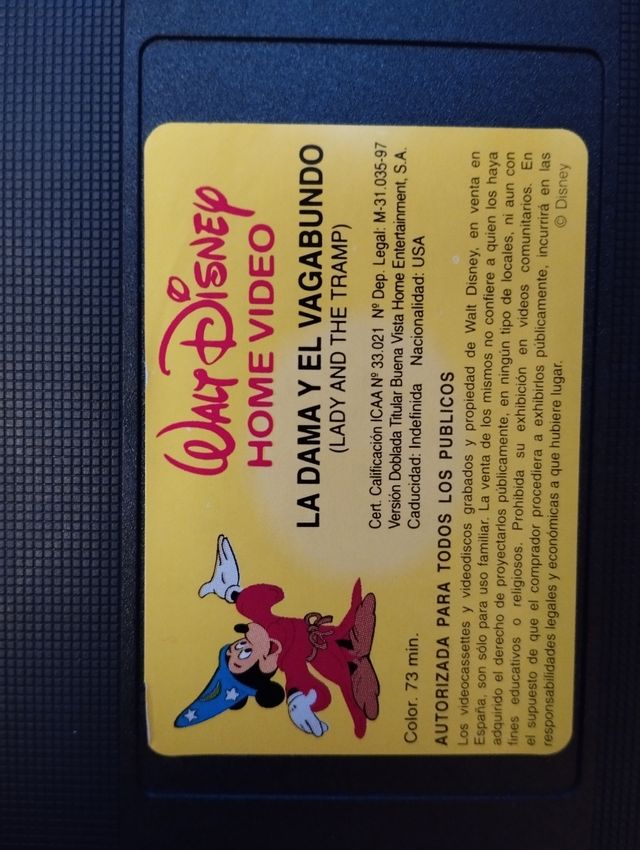 WALT DISNEY
HOME VIDEO
LA DAMA Y EL VAGABUNDO
(LADY AND THE TRAMP)
Cert. Calificación ICAA Nº 33.021 Nº Dep. Legal: M-31.035-97
Versión Doblada Titular Buena Vista Home Entertainment, S.A.
Caducidad: Indefinida Nacionalidad: USA
Color. 73 min.
AUTORIZADA PARA TODOS LOS PUBLICOS
Los videocassettes y videodiscos grabados y propiedad de Walt Disney, en venta en
España, son sólo para uso familiar. La venta de los mismos no confiere a quien los haya
adquirido el derecho de proyectarlos públicamente, en ningún tipo de locales, ni aun con
fines educativos o religiosos. Prohibida su exhibición en videos comunitarios. En
el supuesto de que el comprador procediera a exhibirlos públicamente, incurrirá en las
responsabilidades legales y económicas a que hubiere lugar.
© Disney